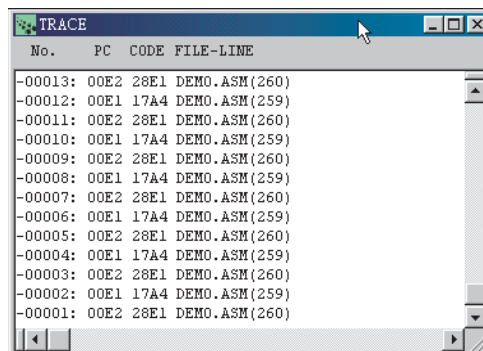 TRACE
No. PC CODE FILE-LINE
-00013: 00E2 28E1 DEMO.ASM(260)
-00012: 00E1 17A4 DEMO.ASM(259)
-00011: 00E2 28E1 DEMO.ASM(260)
-00010: 00E1 17A4 DEMO.ASM(259)
-00009: 00E2 28E1 DEMO.ASM(260)
-00008: 00E1 17A4 DEMO.ASM(259)
-00007: 00E2 28E1 DEMO.ASM(260)
-00006: 00E1 17A4 DEMO.ASM(259)
-00005: 00E2 28E1 DEMO.ASM(260)
-00004: 00E1 17A4 DEMO.ASM(259)
-00003: 00E2 28E1 DEMO.ASM(260)
-00002: 00E1 17A4 DEMO.ASM(259)
-00001: 00E2 28E1 DEMO.ASM(260)